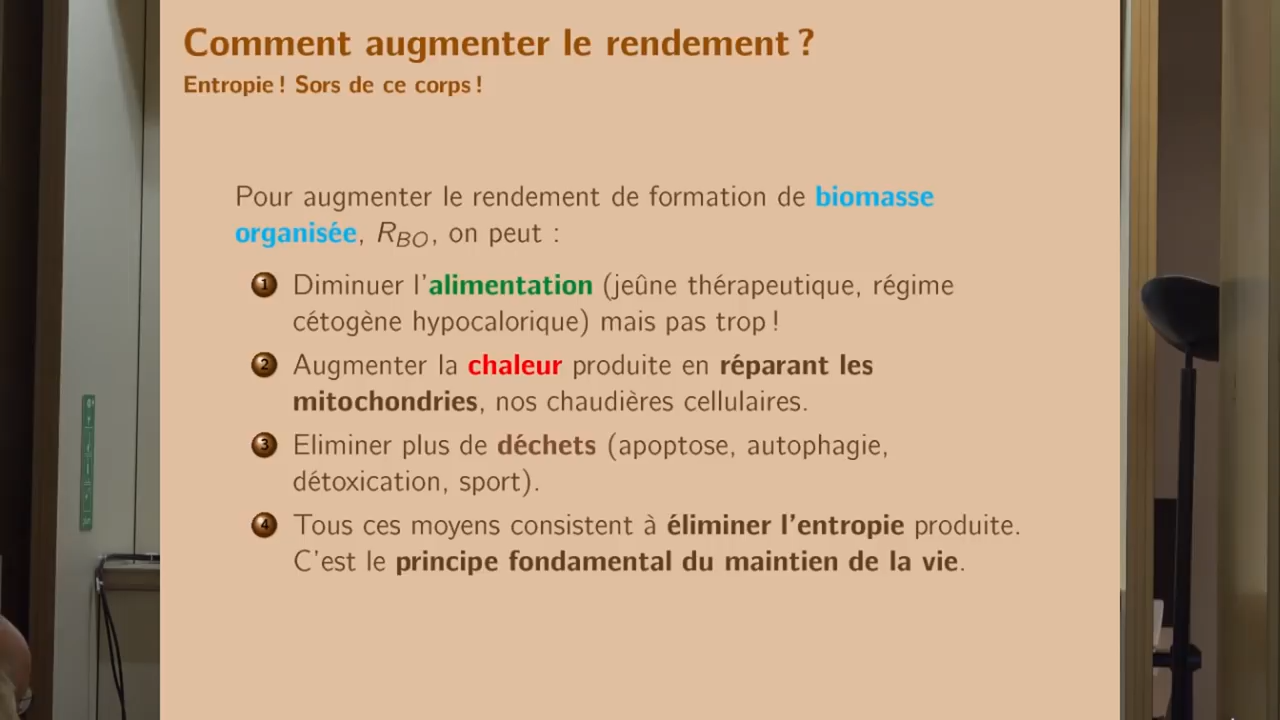 Comment augmenter le rendement ?
Entropie ! Sors de ce corps !
Pour augmenter le rendement de formation de biomasse
organisée, R_BO, on peut :
1 Diminuer l'alimentation (jeûne thérapeutique, régime
cétogène hypocalorique) mais pas trop !
2 Augmenter la chaleur produite en réparant les
mitochondries, nos chaudières cellulaires.
3 Eliminer plus de déchets (apoptose, autophagie,
détoxication, sport).
4 Tous ces moyens consistent à éliminer l'entropie produite.
C'est le principe fondamental du maintien de la vie.